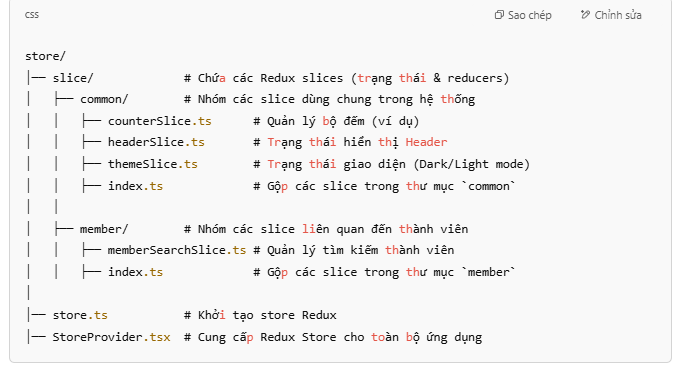 css
Sao chép
Chỉnh sửa
store/
│── slice/ # Chứa các Redux slices (trạng thái & reducers)
│ ├── common/ # Nhóm các slice dùng chung trong hệ thống
│ │ ├── counterSlice.ts # Quản lý bộ đếm (ví dụ)
│ │ ├── headerSlice.ts # Trạng thái hiển thị Header
│ │ ├── themeSlice.ts # Trạng thái giao diện (Dark/Light mode)
│ │ ├── index.ts # Gộp các slice trong thư mục `common`
│ │
│ ├── member/ # Nhóm các slice liên quan đến thành viên
│ │ ├── memberSearchSlice.ts # Quản lý tìm kiếm thành viên
│ │ ├── index.ts # Gộp các slice trong thư mục `member`
│
│── store.ts # Khởi tạo store Redux
│── StoreProvider.tsx # Cung cấp Redux Store cho toàn bộ ứng dụng